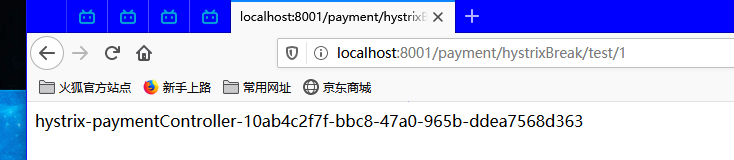 localhost:8001/payment/hystrixB
localhost:8001/payment/hystrixBreak/test/1
火狐官方站点 新手上路 常用网址 京东商城
hystrix-paymentController-10ab4c2f7f-bbc8-47a0-965b-ddea7568d363